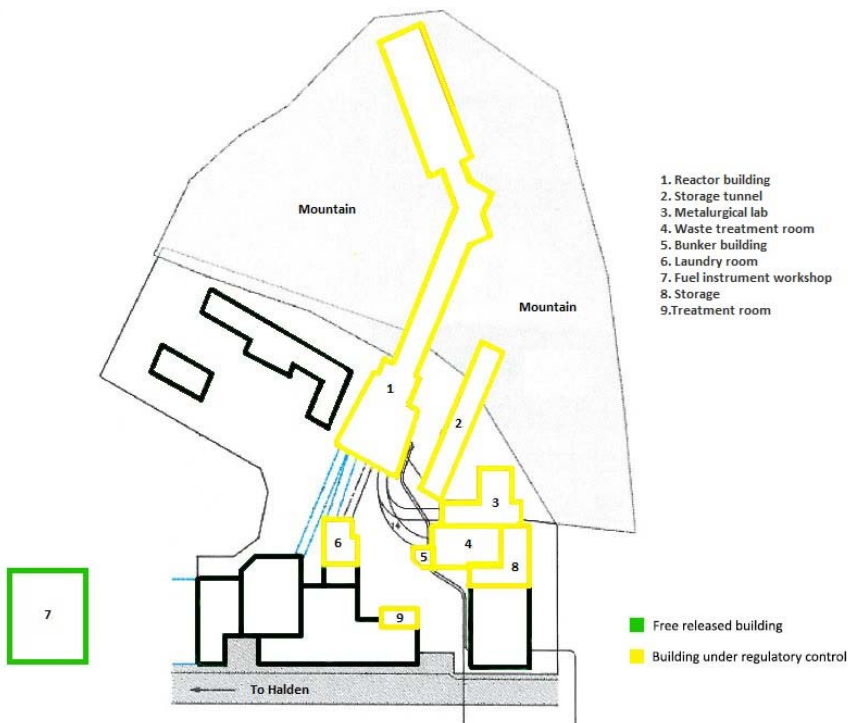 Mountain
Mountain
1. Reactor building
2. Storage tunnel
3. Metalurgical lab
4. Waste treatment room
5. Bunker building
6. Laundry room
7. Fuel instrument workshop
8. Storage
9.Treatment room
1
2
3
4
5
6
7
8
9
Free released building
Building under regulatory control
To Halden